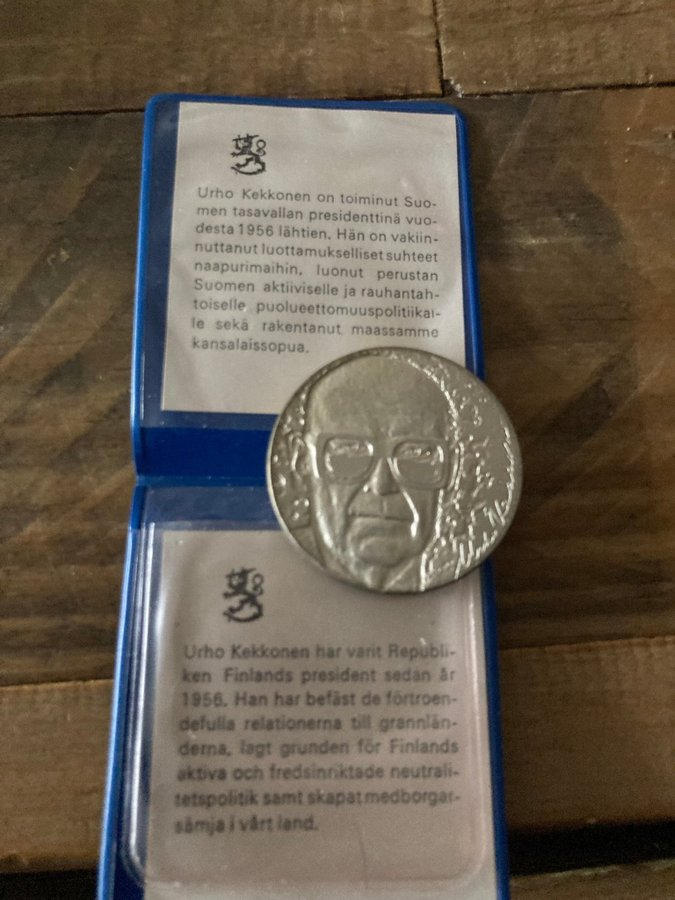 Urho Kekkonen on toiminut Suo-
men tasavallan presidenttinä vuo-
desta 1956 lähtien. Hän on vakiin-
nuttanut luottamukselliset suhteet
naapurimaihin, luonut perustan
Suomen aktiiviselle ja rauhantah-
toiselle puolueettomuuspolitiikal-
le sekä rakentanut maassamme
kansalaissopua.
Urho Kekkonen har varit Republi-
ken Finlands president sedan år
1956. Han har befäst de förtroen-
defulla relationerna till grannlän-
derna, lagt grunden för Finlands
aktiva och fredsinriktade neutrali-
tetspolitik samt skapat medborgar-
sämja i vårt land.